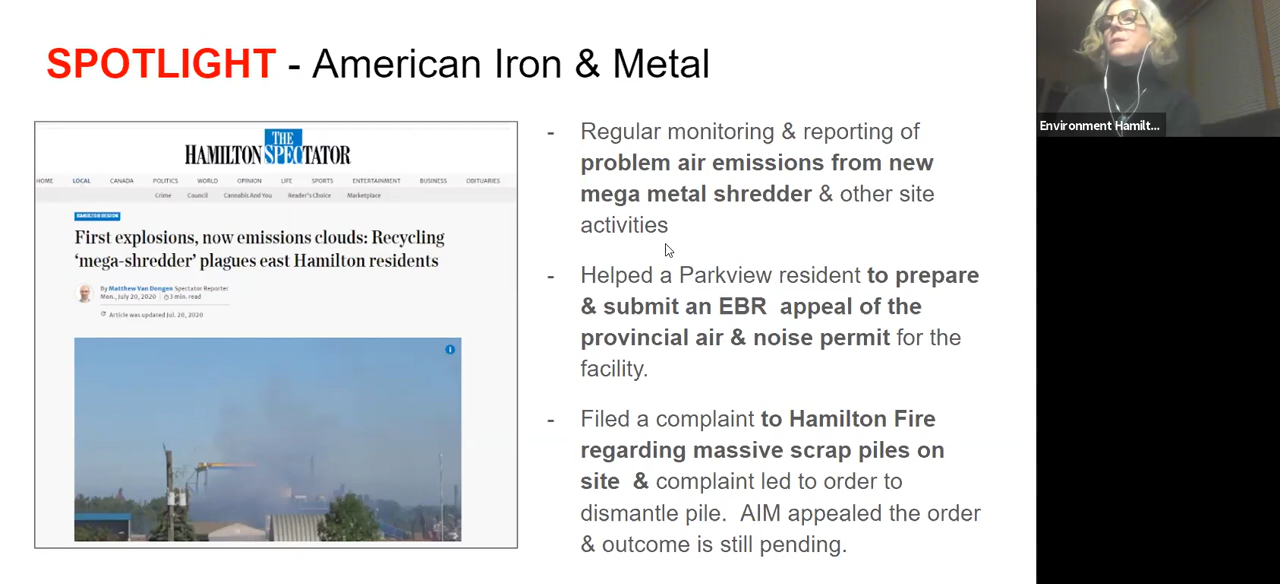 SPOTLIGHT - American Iron & Metal
THE
HAMILTON SPECTATOR
HOME LOCAL CANADA POLITICS WORLD OPINION LIFE SPORTS ENTERTAINMENT BUSINESS OBITUARIES
Crime Council Cannabis And You Reader's Choice Marketplace
HAMILTON REGION
First explosions, now emissions clouds: Recycling
‘mega-shredder’ plagues east Hamilton residents
By Matthew Van Dongen Spectator Reporter
Mon., July 20, 2020 | 3 min. read
Article was updated Jul. 20, 2020
- Regular monitoring & reporting of
problem air emissions from new
mega metal shredder & other site
activities
- Helped a Parkview resident to prepare
& submit an EBR appeal of the
provincial air & noise permit for the
facility.
- Filed a complaint to Hamilton Fire
regarding massive scrap piles on
site & complaint led to order to
dismantle pile. AIM appealed the order
& outcome is still pending.
Environment Hamilt...